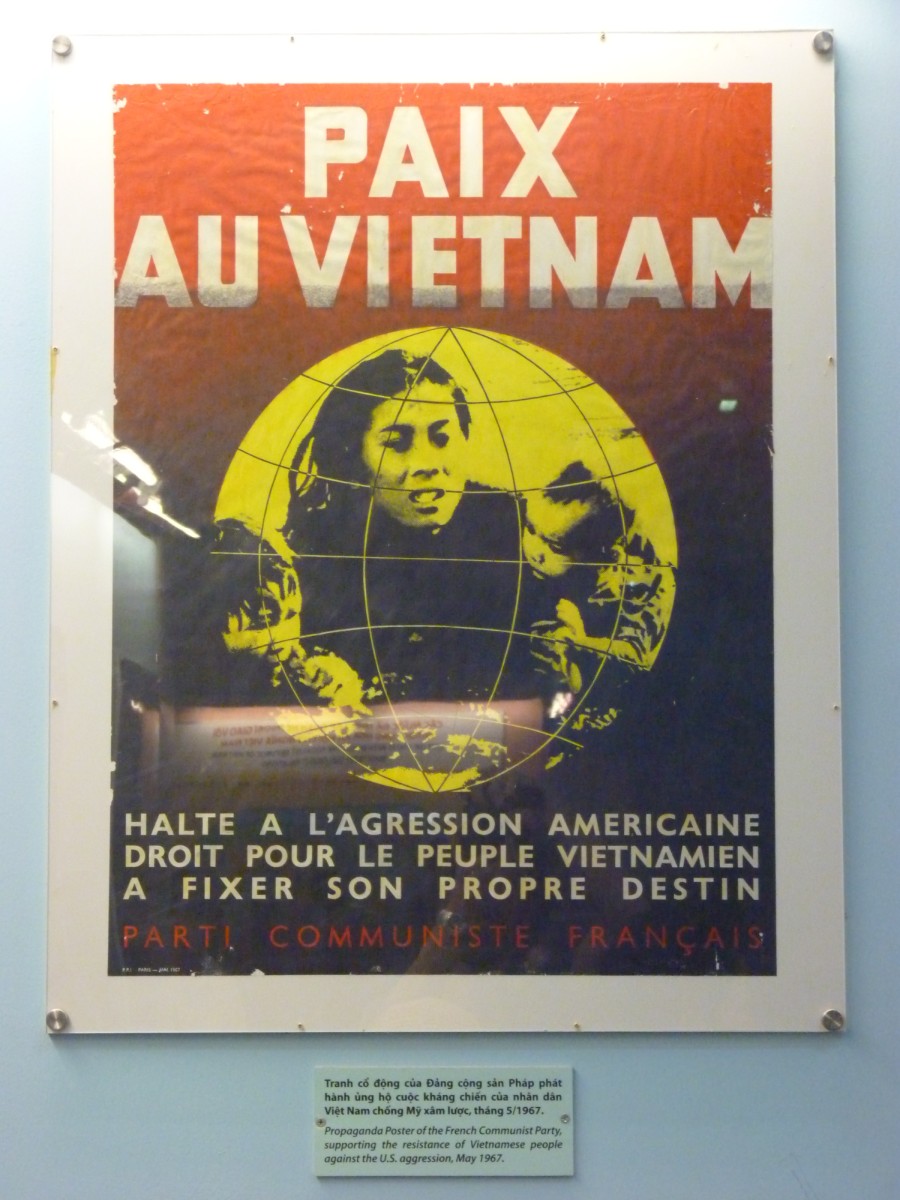 PAIX
AU VIETNAM
HALTE A L'AGRESSION AMERICAINE
DROIT POUR LE PEUPLE VIETNAMIEN
A FIXER SON PROPRE DESTIN
PARTI COMMUNISTE FRANÇAIS
PARIS
1967
Tranh cổ động của Đảng cộng sản Pháp phát
hành ủng hộ cuộc kháng chiến của nhân dân
Việt Nam chống Mỹ xâm lược, tháng 5/1967.
Propaganda Poster of the French Communist Party,
supporting the resistance of Vietnamese people
against the U.S. aggression, May 1967.